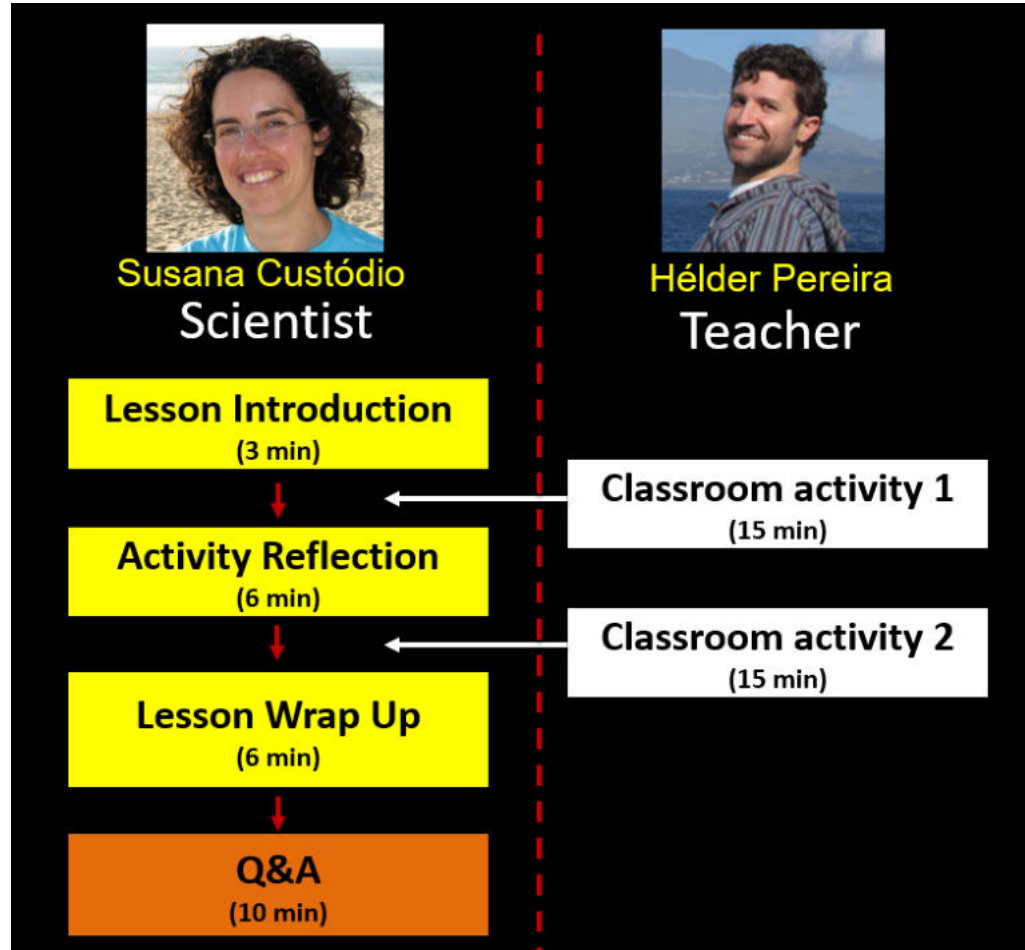 Susana Custódio
Scientist
Hélder Pereira
Teacher
Lesson Introduction
(3 min)
Classroom activity 1
(15 min)
Activity Reflection
(6 min)
Classroom activity 2
(15 min)
Lesson Wrap Up
(6 min)
Q&A
(10 min)